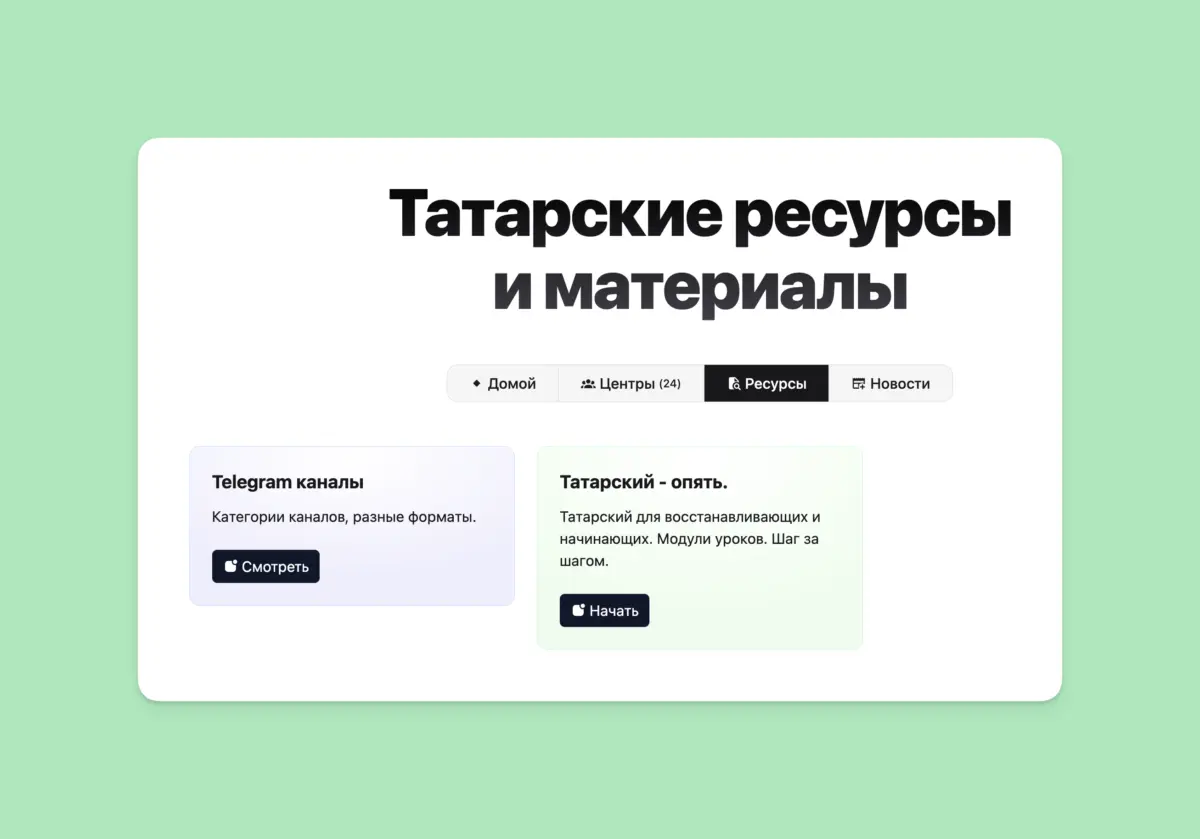 Татарские ресурсы
и материалы
Домой
Центры (24)
Ресурсы
Новости
Telegram каналы
Категории каналов, разные форматы.
Смотреть
Татарский - опять.
Татарский для восстанавливающих и
начинающих. Модули уроков. Шаг за
шагом.
Начать